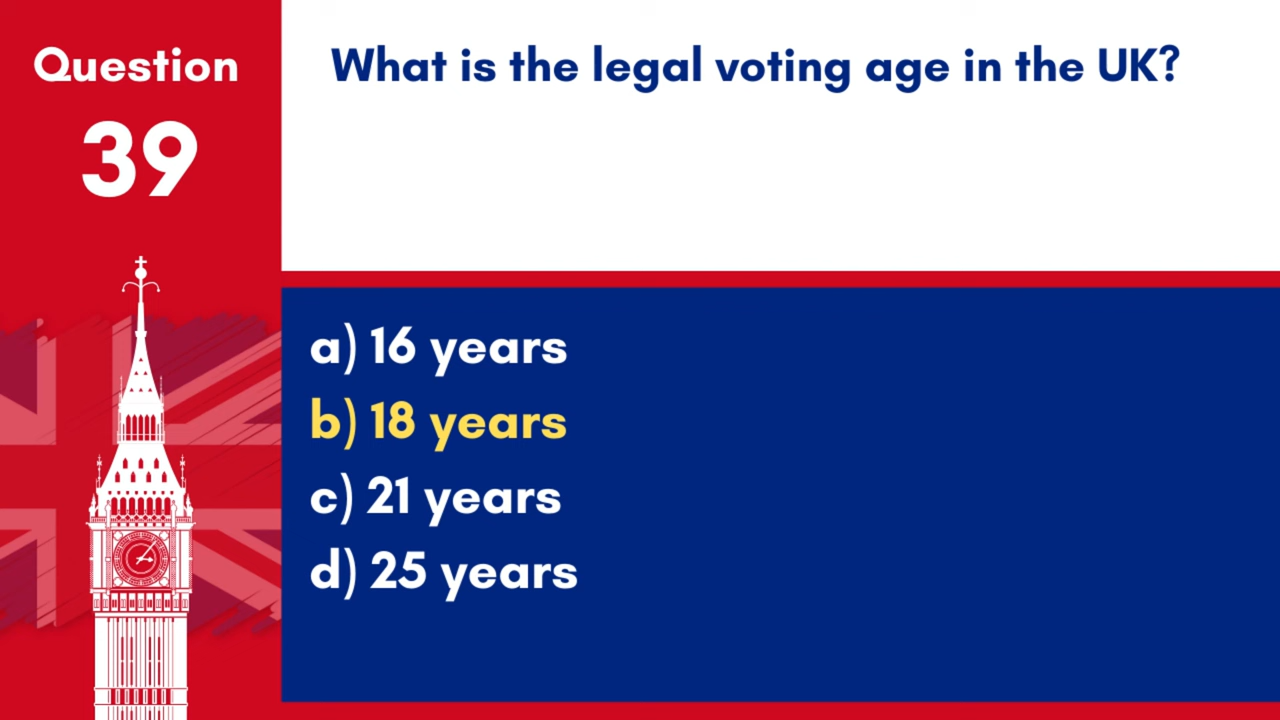 Question
39
What is the legal voting age in the UK?
a) 16 years
b) 18 years
c) 21 years
d) 25 years